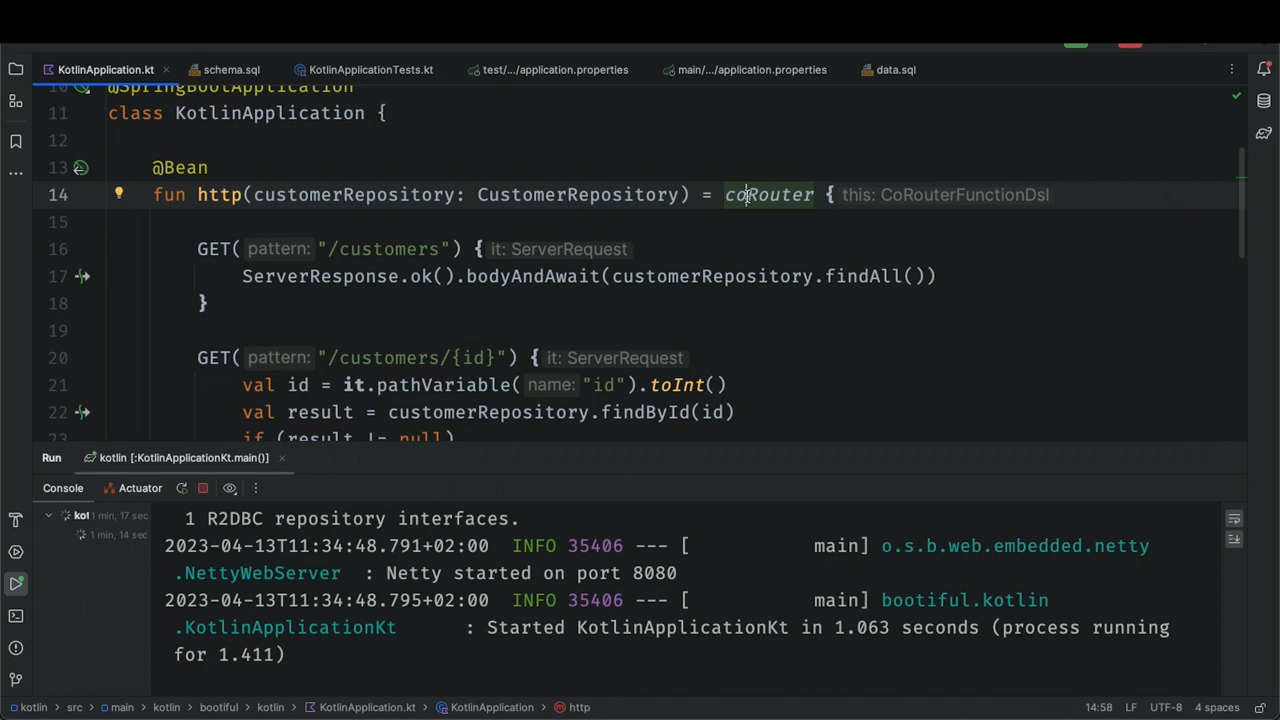 KotlinApplication.kt
schema.sql
KotlinApplicationTests.kt
test/.../application.properties
main/.../application.properties
data.sql
10 @SpringBootApplication
11 class KotlinApplication {
12
13 @Bean
14 fun http(customerRepository: CustomerRepository) = coRouter { this: CoRouterFunctionDsl
15
16 GET( pattern: "/customers") { it: ServerRequest
17 ServerResponse.ok().bodyAndAwait(customerRepository.findAll())
18 }
19
20 GET( pattern: "/customers/{id}") { it: ServerRequest
21 val id = it.pathVariable( name: "id").toInt()
22 val result = customerRepository.findById(id)
23 if (result != null)
Run kotlin [:KotlinApplicationKt.main()]
Console Actuator
kot 1 min, 17 sec
1 min, 14 sec
1 R2DBC repository interfaces.
2023-04-13T11:34:48.791+02:00 INFO 35406 --- [ main] o.s.b.web.embedded.netty
.NettyWebServer : Netty started on port 8080
2023-04-13T11:34:48.795+02:00 INFO 35406 --- [ main] bootiful.kotlin
.KotlinApplicationKt : Started KotlinApplicationKt in 1.063 seconds (process running
for 1.411)
kotlin > src > main > kotlin > bootiful > kotlin > KotlinApplication.kt > KotlinApplication > http
14:58 LF UTF-8 4 spaces